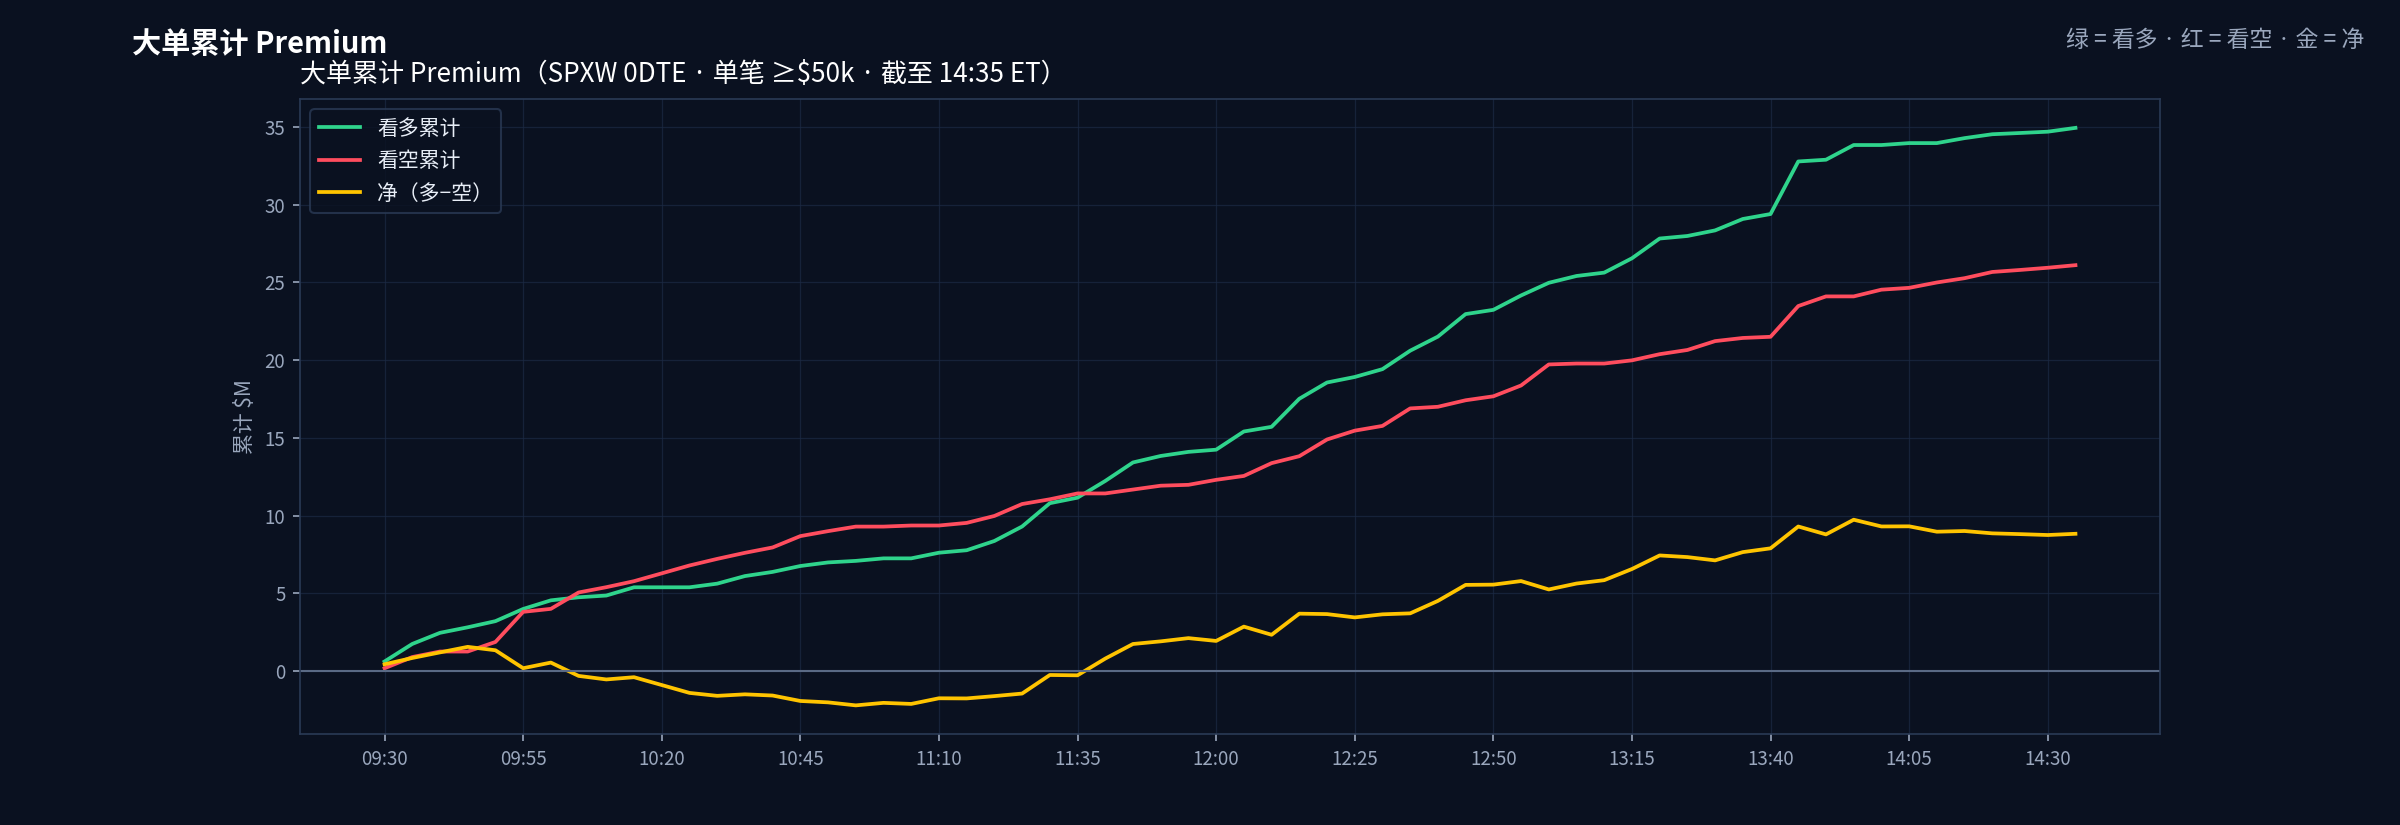 大单累计 Premium
绿 = 看多 · 红 = 看空 · 金 = 净
大单累计 Premium（SPXW 0DTE · 单笔 ≥$50k · 截至 14:35 ET）
看多累计
看空累计
净（多−空）
累计 $M
35
30
25
20
15
10
5
0
09:30 09:55 10:20 10:45 11:10 11:35 12:00 12:25 12:50 13:15 13:40 14:05 14:30